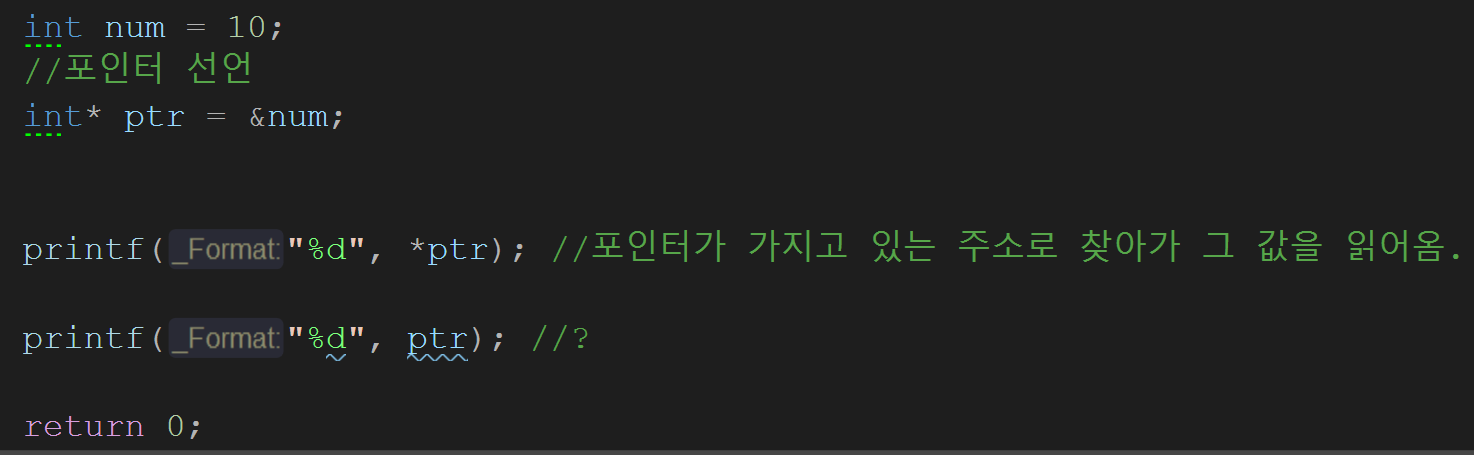 int num = 10;
//포인터 선언
int* ptr = &num;
printf(_Format:"%d", *ptr); //포인터가 가지고 있는 주소로 찾아가 그 값을 읽어옴.
printf(_Format:"%d", ptr); //?
return 0;